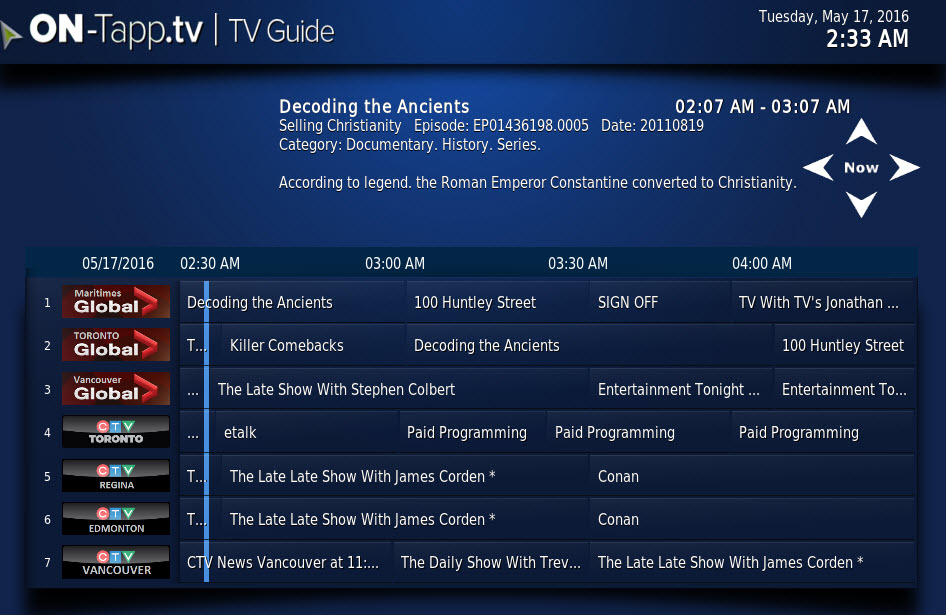 ON-Tapp.tv | TV Guide
Tuesday, May 17, 2016
2:33 AM
Decoding the Ancients 02:07 AM - 03:07 AM
Selling Christianity Episode: EP01436198.0005 Date: 20110819
Category: Documentary. History. Series.
Now
According to legend. the Roman Emperor Constantine converted to Christianity.
05/17/2016 02:30 AM 03:00 AM 03:30 AM 04:00 AM
1 Maritimes Global Decoding the Ancients 100 Huntley Street SIGN OFF TV With TV's Jonathan ...
2 TORONTO Global T... Killer Comebacks Decoding the Ancients 100 Huntley Street
3 Vancouver Global ... The Late Show With Stephen Colbert Entertainment Tonight ... Entertainment To...
4 CTV TORONTO ... etalk Paid Programming Paid Programming Paid Programming
5 CTV REGINA T... The Late Late Show With James Corden * Conan
6 CTV EDMONTON T... The Late Late Show With James Corden * Conan
7 CTV VANCOUVER CTV News Vancouver at 11:... The Daily Show With Trev... The Late Late Show With James Corden *